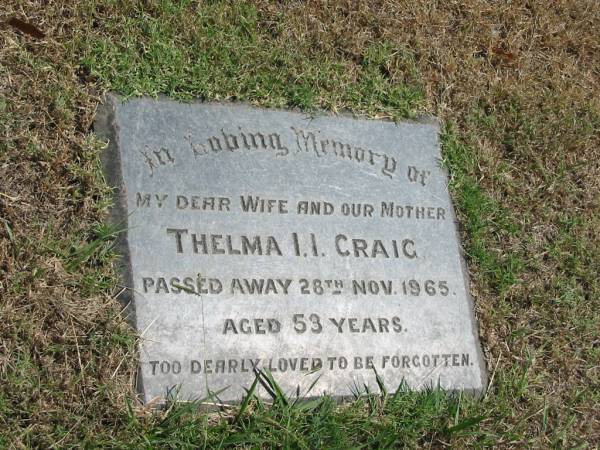 In Loving Memory of
MY DEAR WIFE AND OUR MOTHER
THELMA I.I. CRAIG
PASSED AWAY 28TH NOV. 1965.
AGED 53 YEARS.
TOO DEARLY LOVED TO BE FORGOTTEN.